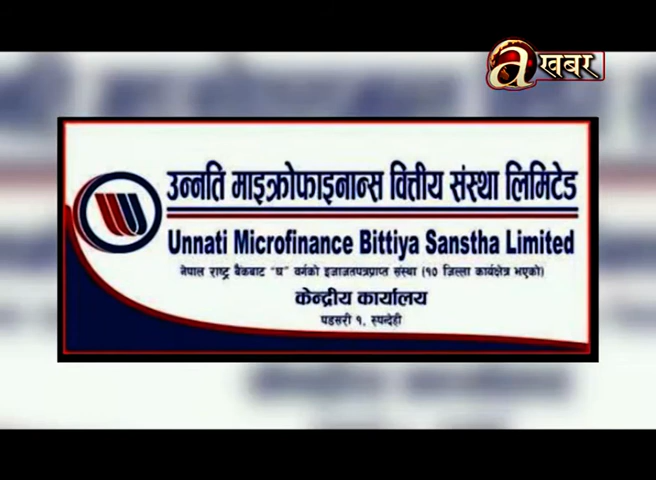 a खबर
उन्नति माइक्रोफाइनान्स वित्तीय संस्था लिमिटेड
Unnati Microfinance Bittiya Sanstha Limited
नेपाल राष्ट्र बैंकबाट "घ" वर्गको इजाजतपत्रप्राप्त संस्था (१० जिल्ला कार्यक्षेत्र भएको)
केन्द्रीय कार्यालय
पडसरी १, रुपन्देही